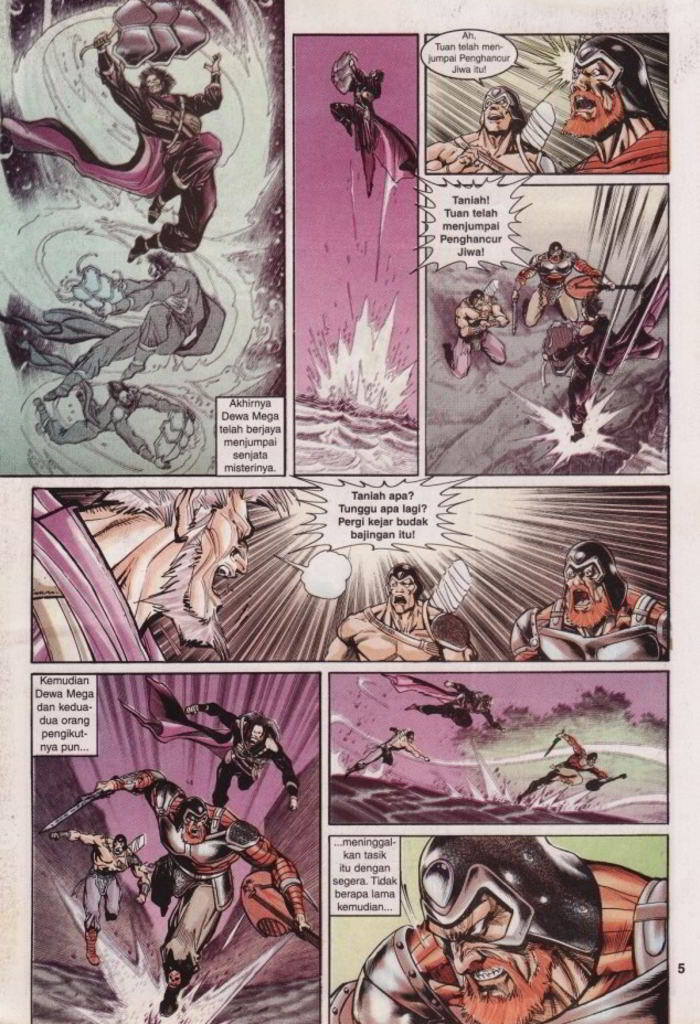 Akhirnya
Dewa Mega
telah berjaya
menjumpai
senjata
misterinya.
Ah,
Tuan telah men-
jumpai Penghancur
Jiwa itu!
Taniah!
Tuan telah
menjumpai
Penghancur
Jiwa!
Taniah apa?
Tunggu apa lagi?
Pergi kejar budak
bajingan itu!
Kemudian
Dewa Mega
dan kedua-
dua orang
pengikut-
nya pun...
...meninggal-
kan tasik
itu dengan
segera. Tidak
berapa lama
kemudian...
5